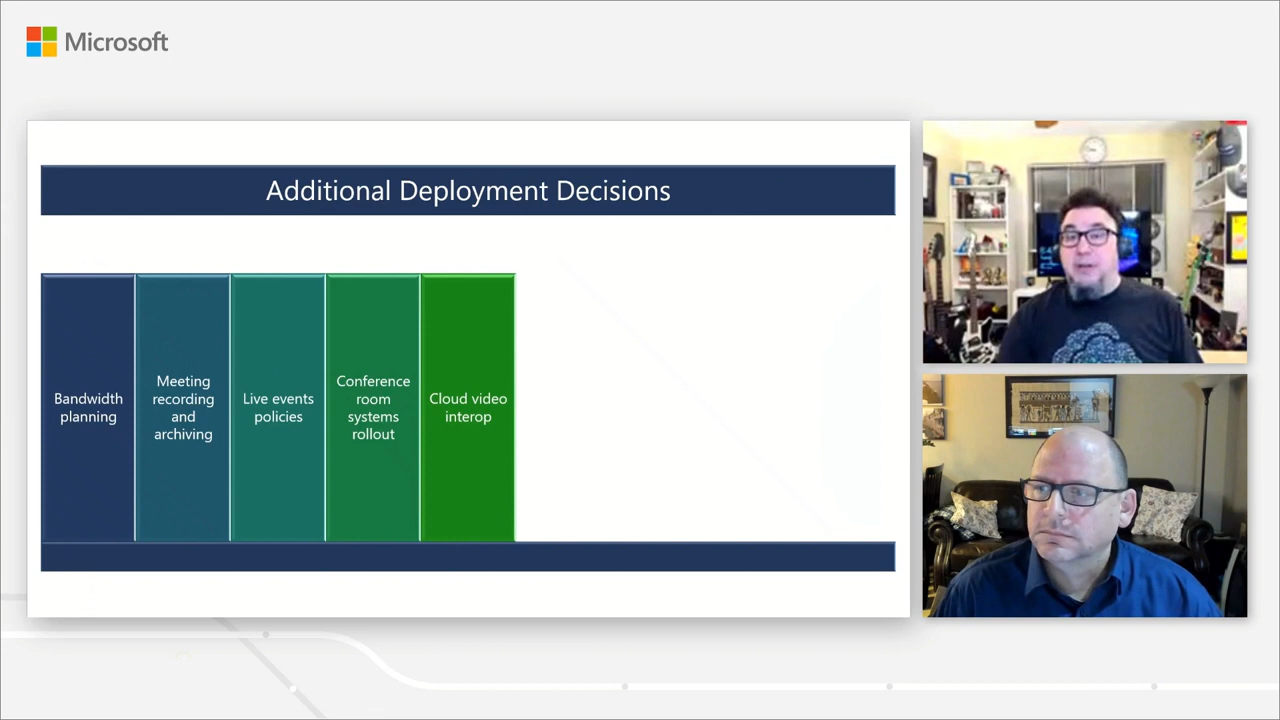 Microsoft
Additional Deployment Decisions
Bandwidth
planning
Meeting
recording
and
archiving
Live events
policies
Conference
room
systems
rollout
Cloud video
interop